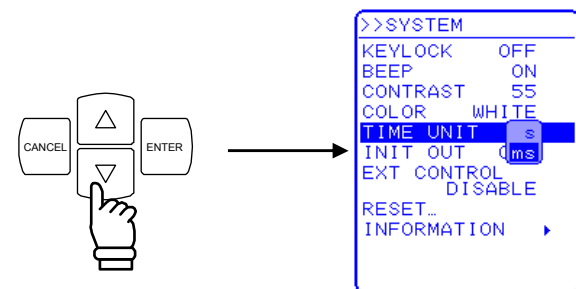 CANCEL
ENTER
>>SYSTEM
KEYLOCK OFF
BEEP ON
CONTRAST 55
COLOR WHITE
TIME UNIT s
INIT OUT ms
EXT CONTROL
DISABLE
RESET…
INFORMATION